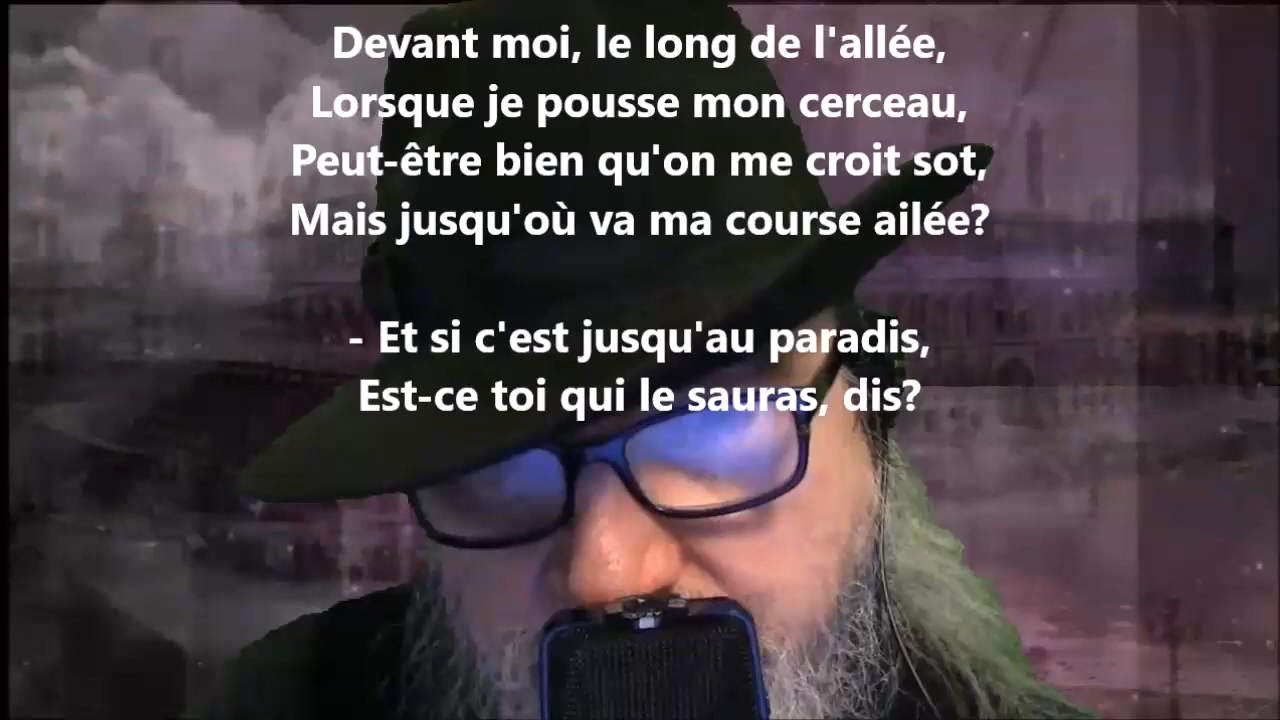 Devant moi, le long de l'allée,
Lorsque je pousse mon cerceau,
Peut-être bien qu'on me croit sot,
Mais jusqu'où va ma course ailée?
- Et si c'est jusqu'au paradis,
Est-ce toi qui le sauras, dis?